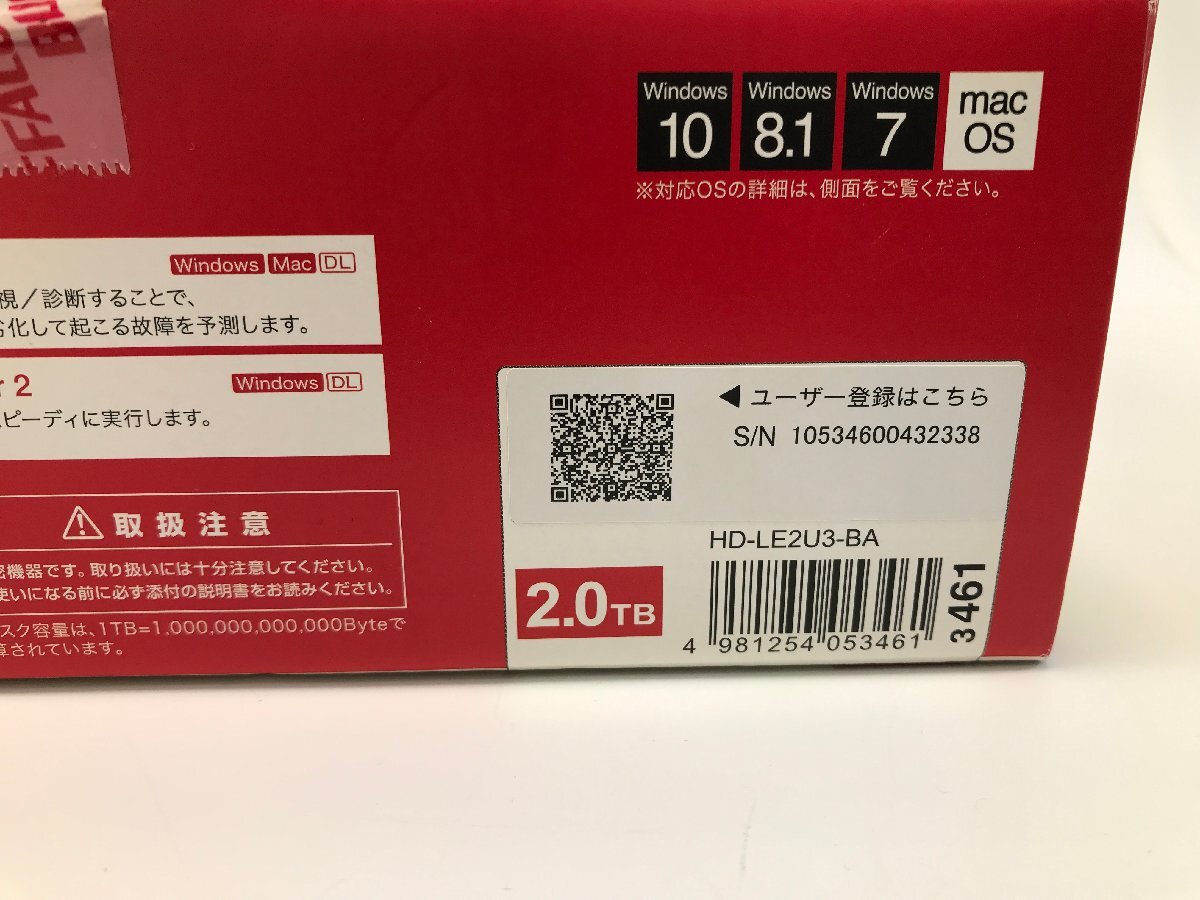 Windows 10
Windows 8.1
Windows 7
mac OS
※対応OSの詳細は、側面をご覧ください。
Windows Mac DL
視／診断することで、
化して起こる故障を予測します。
r 2 Windows DL
ピーディに実行します。
取扱注意
密機器です。取り扱いには十分注意してください。
使いになる前に必ず添付の説明書をお読みください。
スク容量は、1TB=1,000,000,000,000Byteで
算されています。
◀ ユーザー登録はこちら
S/N 10534600432338
HD-LE2U3-BA
2.0TB
4 981254 053461
3461